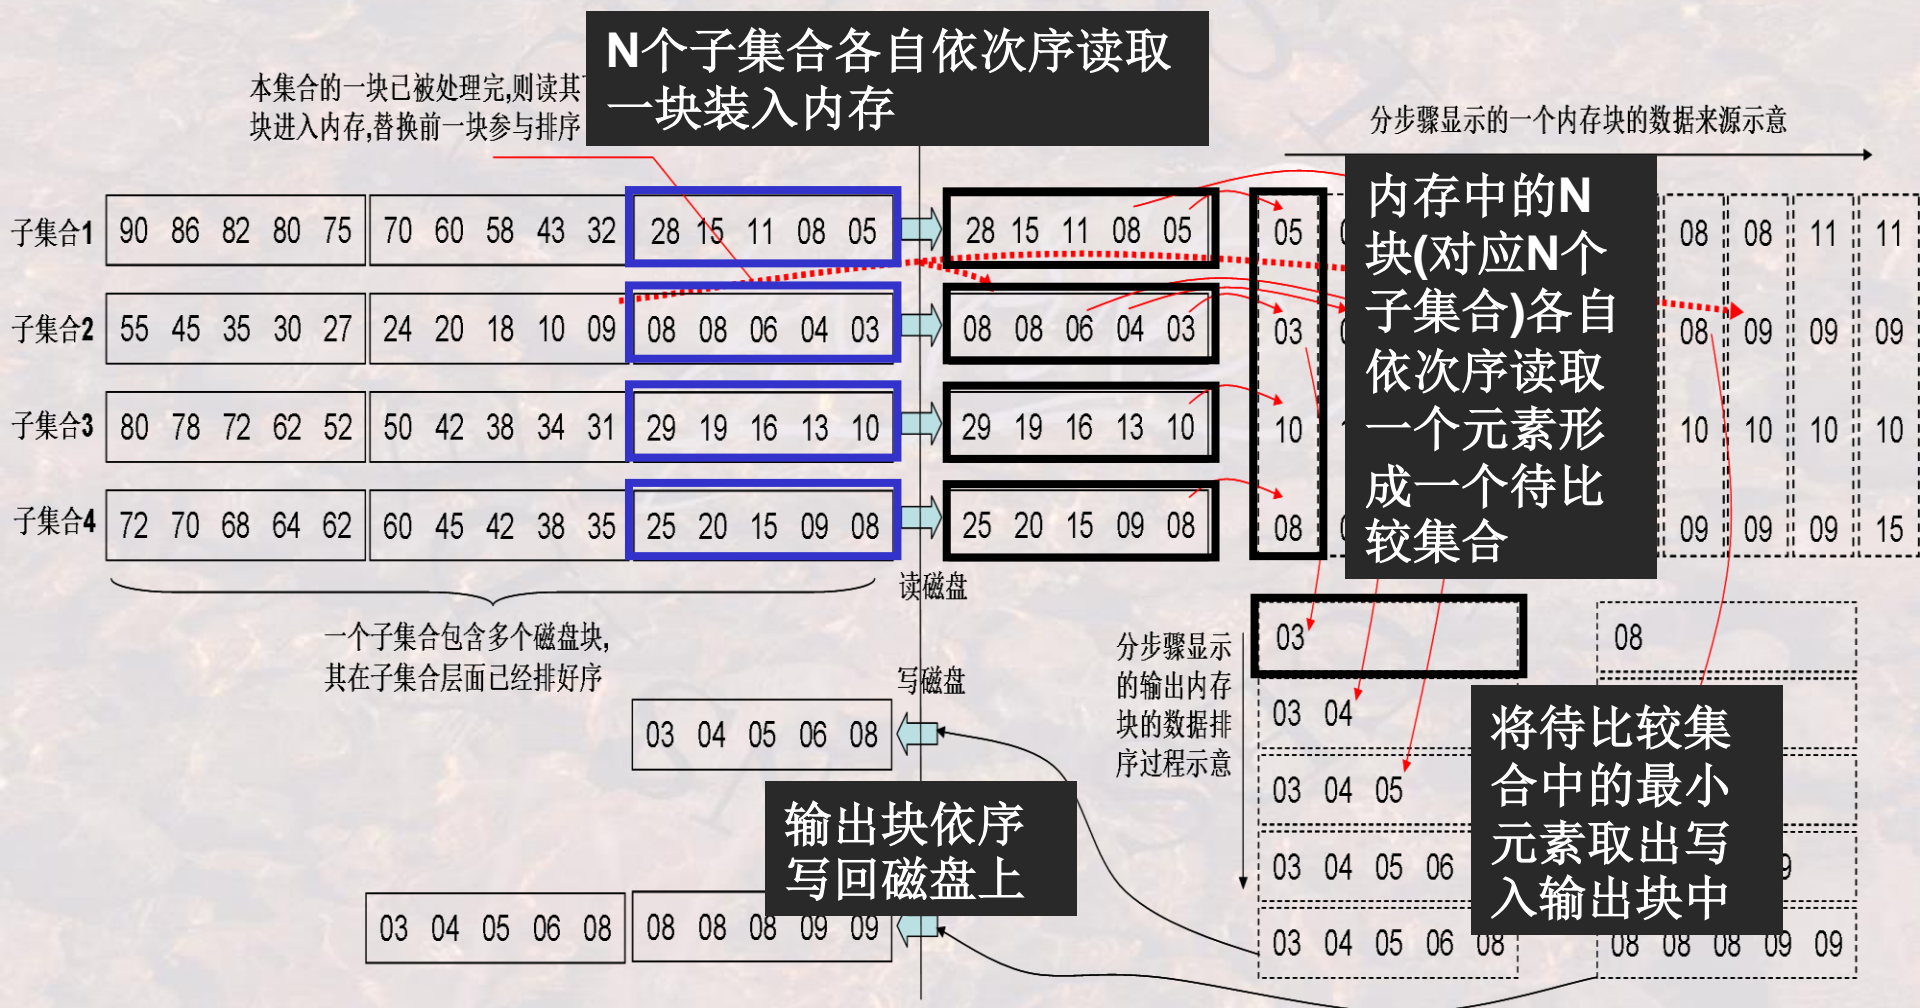 N个子集合各自依次序读取
一块装入内存
本集合的一块已被处理完,则读其
块进入内存,替换前一块参与排序
分步骤显示的一个内存块的数据来源示意
内存中的N
块(对应N个
子集合)各自
依次序读取
一个元素形
成一个待比
较集合
子集合1 90 86 82 80 75 70 60 58 43 32 28 15 11 08 05 28 15 11 08 05 05 08 08 11 11
子集合2 55 45 35 30 27 24 20 18 10 09 08 08 06 04 03 08 08 06 04 03 03 08 09 09 09
子集合3 80 78 72 62 52 50 42 38 34 31 29 19 16 13 10 29 19 16 13 10 10 10 10 10 10
子集合4 72 70 68 64 62 60 45 42 38 35 25 20 15 09 08 25 20 15 09 08 08 09 09 09 15
读磁盘
一个子集合包含多个磁盘块,
其在子集合层面已经排好序
写磁盘
分步骤显示
的输出内存
块的数据排
序过程示意
03 04 05 06 08
输出块依序
写回磁盘上
03 04 05 06 08 08 08 08 09 09
03
03 04
03 04 05
03 04 05 06
03 04 05 06 08
08
将待比较集
合中的最小
元素取出写
入输出块中
9
08 08 08 09 09